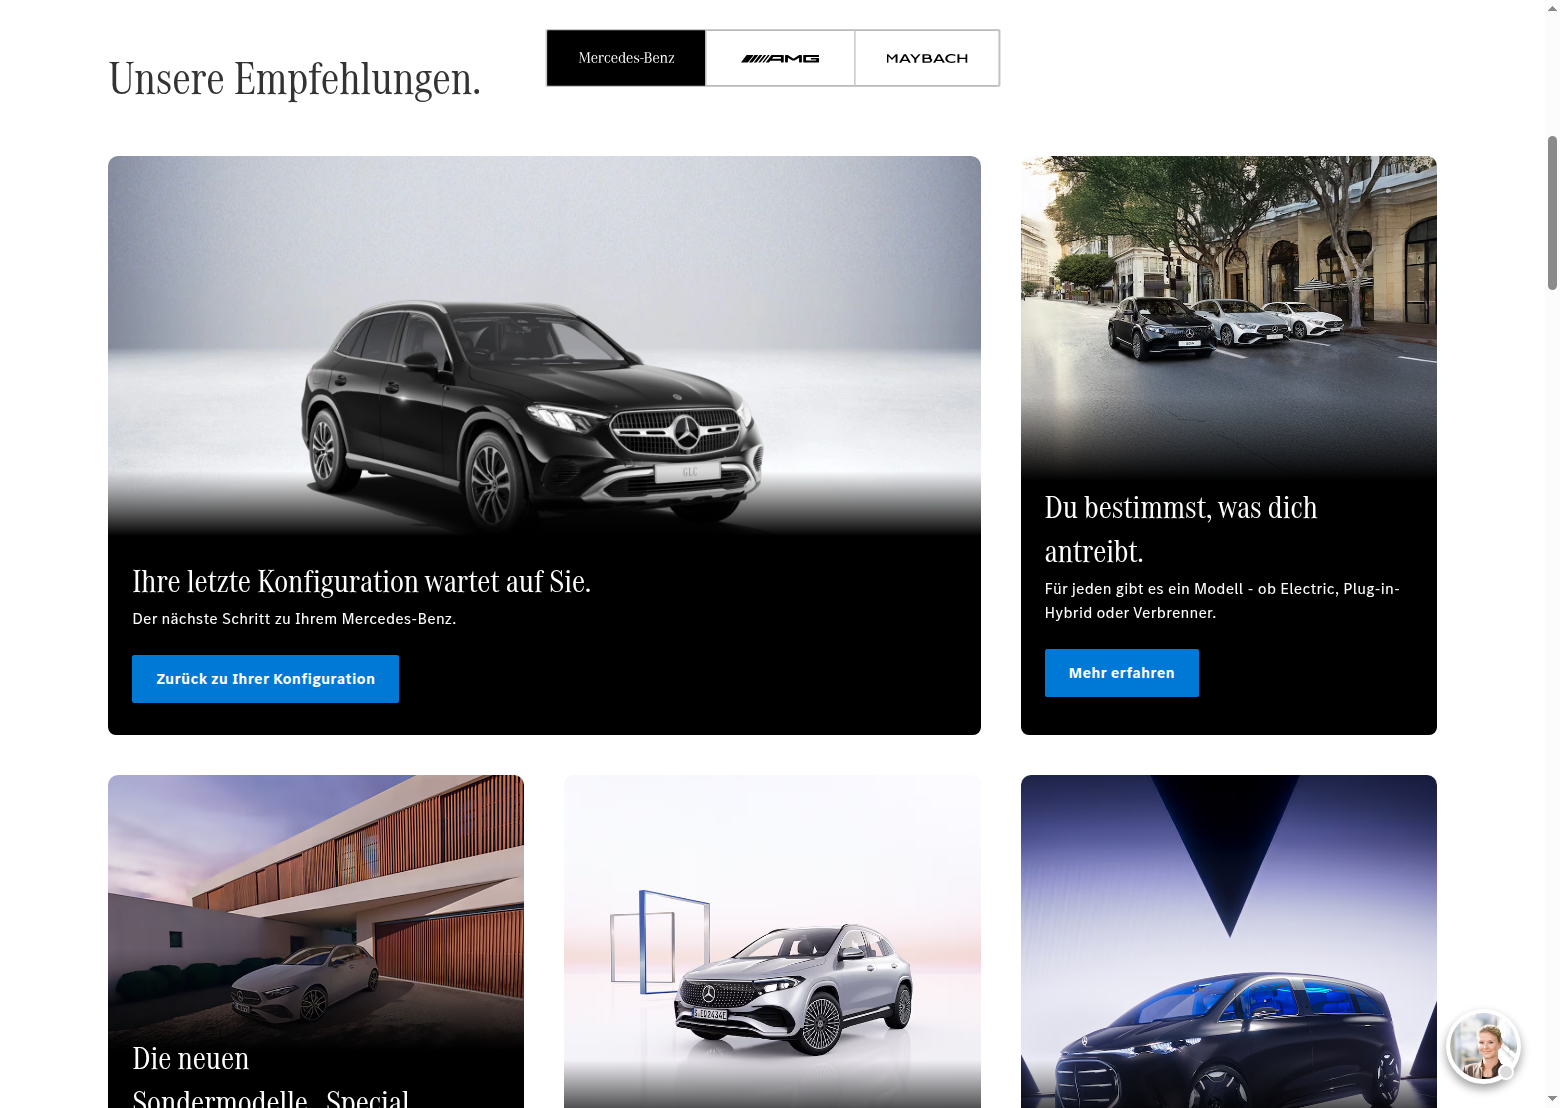 Unsere Empfehlungen.
Mercedes-Benz
AMG
MAYBACH
GLC
Ihre letzte Konfiguration wartet auf Sie.
Der nächste Schritt zu Ihrem Mercedes-Benz.
Zurück zu Ihrer Konfiguration
Du bestimmst, was dich
antreibt.
Für jeden gibt es ein Modell - ob Electric, Plug-in-
Hybrid oder Verbrenner.
Mehr erfahren
Die neuen
Sondermodelle „Special